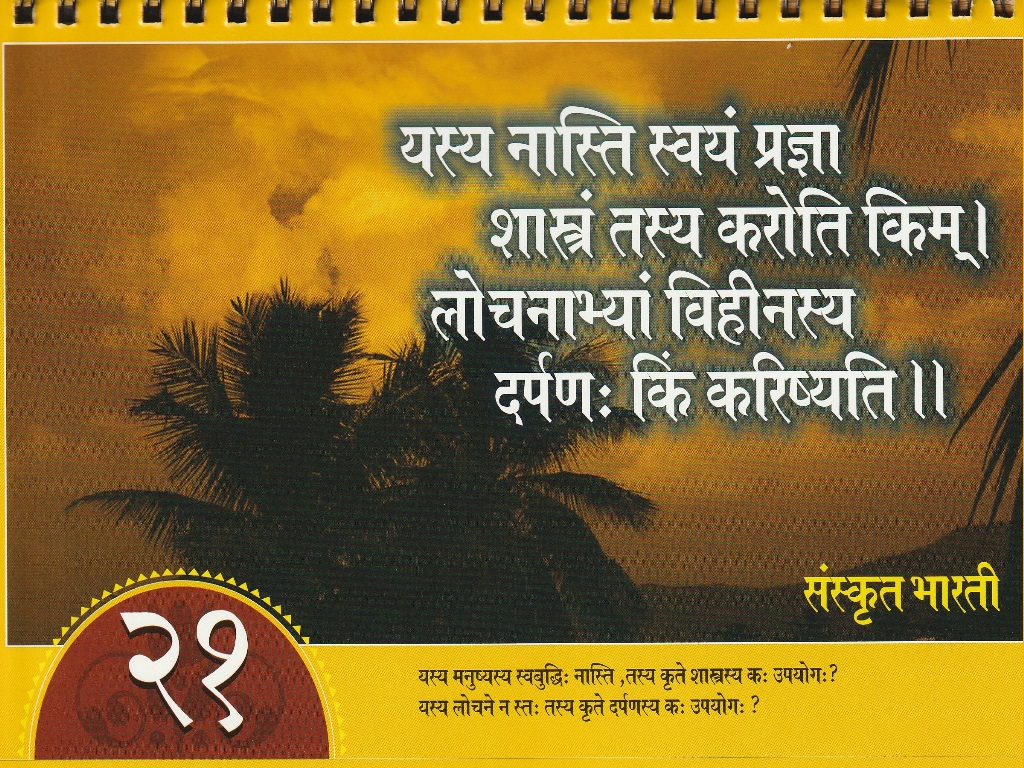 यस्य नास्ति स्वयं प्रज्ञा
शास्त्रं तस्य करोति किम्।
लोचनाभ्यां विहीनस्य
दर्पणः किं करिष्यति ।।
संस्कृत भारती
२१
यस्य मनुष्यस्य स्वबुद्धिः नास्ति ,तस्य कृते शास्त्रस्य कः उपयोगः?
यस्य लोचने न स्तः तस्य कृते दर्पणस्य कः उपयोगः ?